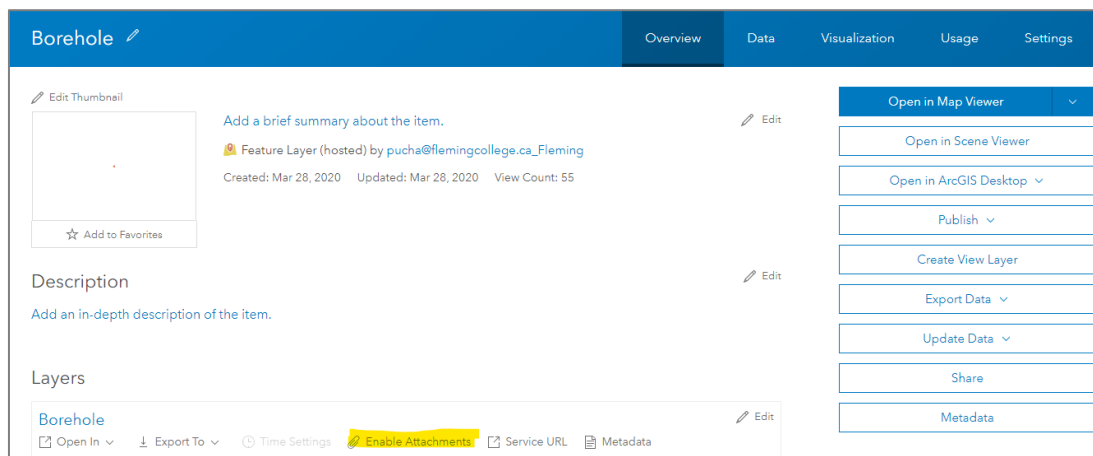 Borehole
Overview Data Visualization Usage Settings
Edit Thumbnail
Add a brief summary about the item.
Edit
Feature Layer (hosted) by pucha@flemingcollege.ca_Fleming
Created: Mar 28, 2020 Updated: Mar 28, 2020 View Count: 55
Add to Favorites
Description
Edit
Add an in-depth description of the item.
Layers
Borehole
Edit
Open In Export To Time Settings Enable Attachments Service URL Metadata
Open in Map Viewer
Open in Scene Viewer
Open in ArcGIS Desktop
Publish
Create View Layer
Export Data
Update Data
Share
Metadata